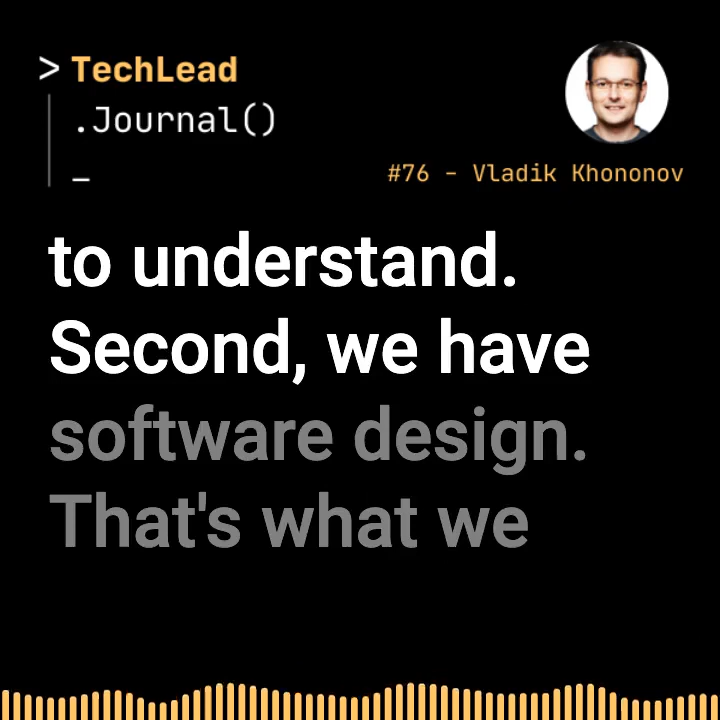 > TechLead
.Journal()
_
#76 - Vladik Khononov
to understand.
Second, we have
software design.
That's what we